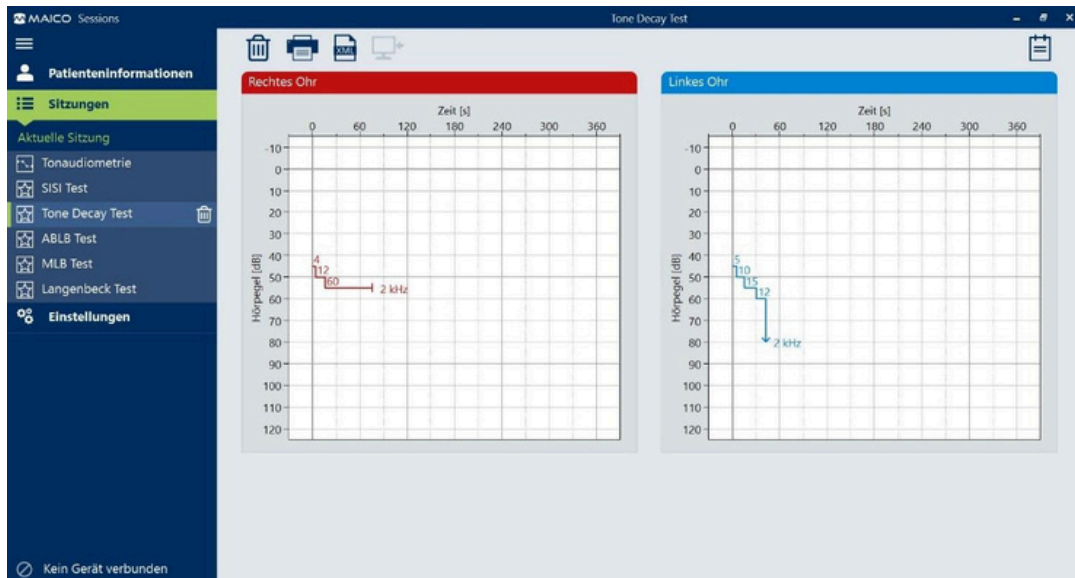 MAICO Sessions
Tone Decay Test
Patienteninformationen
Sitzungen
Aktuelle Sitzung
Tonaudiometrie
SISI Test
Tone Decay Test
ABLB Test
MLB Test
Langenbeck Test
Einstellungen
Kein Gerät verbunden
XML
Rechtes Ohr
Zeit [s]
0 60 120 180 240 300 360
Hörpegel [dB]
-10
0
10
20
30
40
50
60
70
80
90
100
110
120
4
12
60
2 kHz
Linkes Ohr
Zeit [s]
0 60 120 180 240 300 360
Hörpegel [dB]
-10
0
10
20
30
40
50
60
70
80
90
100
110
120
5
10
15
12
2 kHz